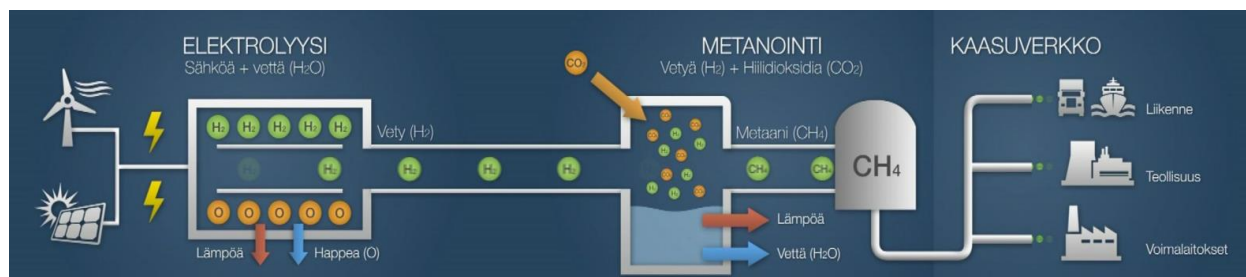 ELEKTROLYYSI
Sähköä + vettä (H₂O)
H₂ H₂ H₂ H₂ H₂
H₂ H₂
O O O O O
Lämpöä
Happea (O)
Vety (H₂)
H₂ H₂ H₂
CO₂
METANOINTI
Vetyä (H₂) + Hiilidioksidia (CO₂)
Metaani (CH₄)
CH₄ CH₄
CH₄
Lämpöä
Vettä (H₂O)
KAASUVERKKO
Liikenne
Teollisuus
Voimalaitokset